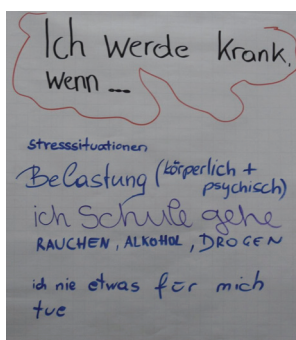 Ich werde krank,
wenn ...
Stresssituationen
Belastung (körperlich +
psychisch)
ich Schule gehe
RAUCHEN, ALKOHOL, DROGEN
ich nie etwas für mich
tue